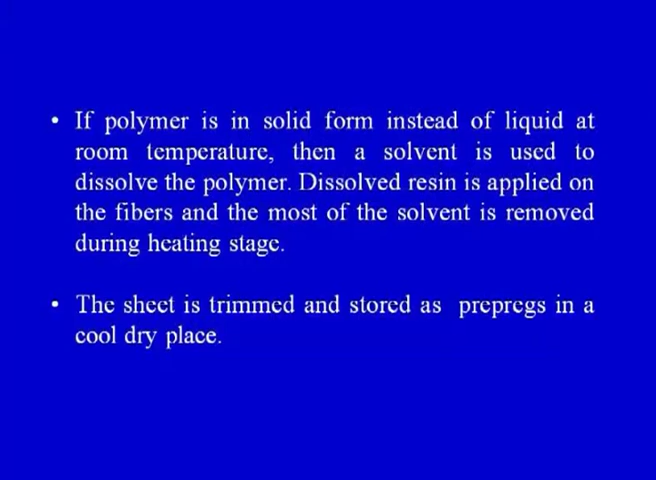 • If polymer is in solid form instead of liquid at
room temperature, then a solvent is used to
dissolve the polymer. Dissolved resin is applied on
the fibers and the most of the solvent is removed
during heating stage.
• The sheet is trimmed and stored as prepregs in a
cool dry place.